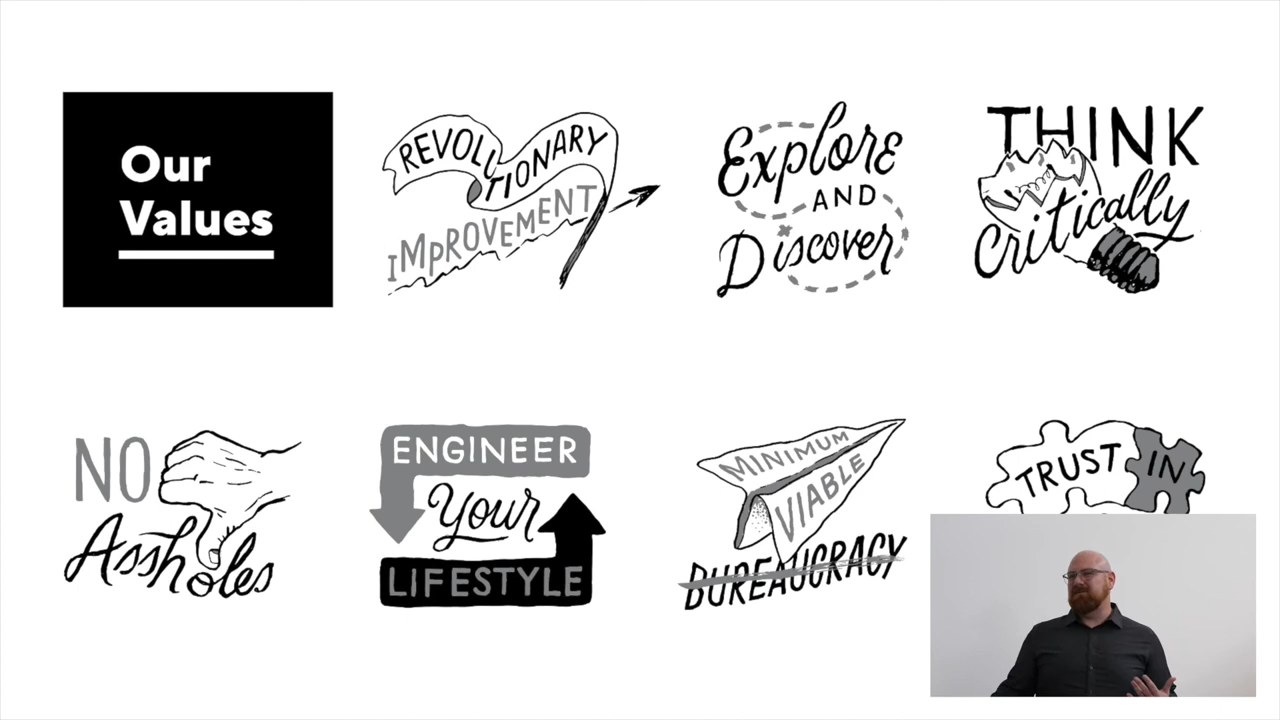 Our
Values
REVOLUTIONARY
IMPROVEMENT
Explore
AND
Discover
THINK
Critically
NO
Assholes
ENGINEER
Your
LIFESTYLE
MINIMUM
VIABLE
BUREAUCRACY
TRUST IN